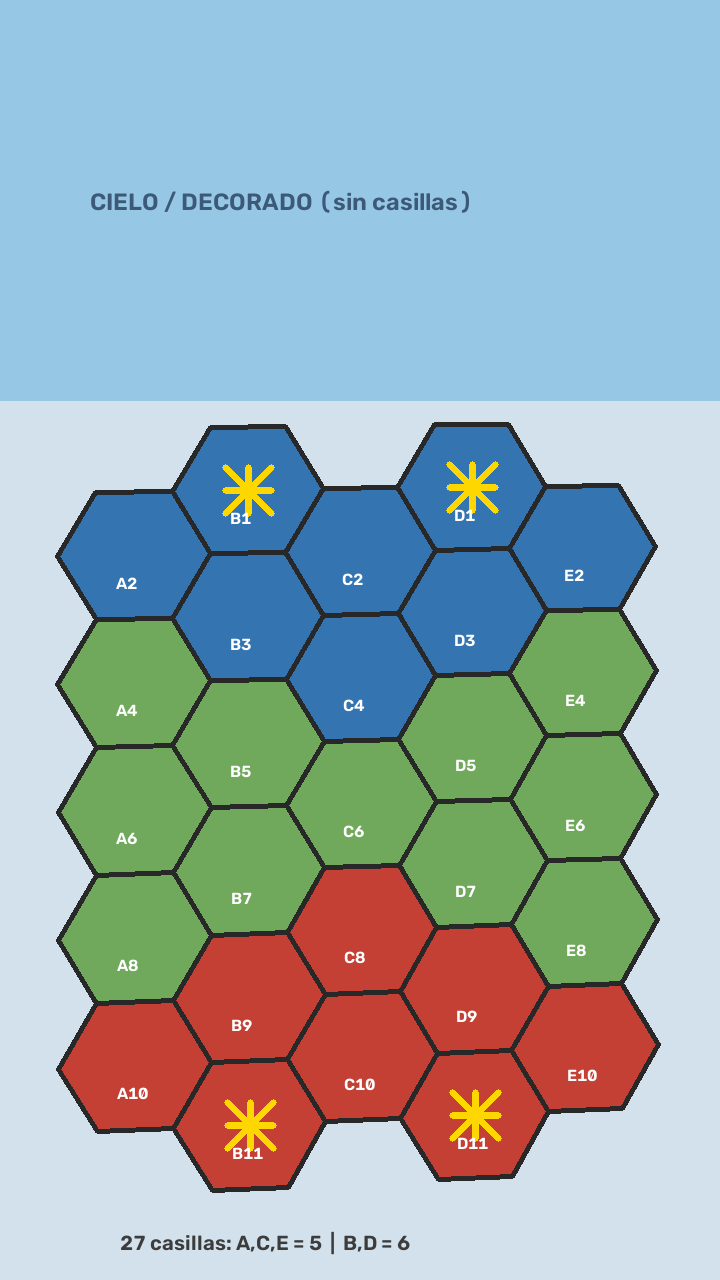 CIELO / DECORADO (sin casillas)
B1
D1
A2
C2
E2
B3
D3
A4
C4
E4
B5
D5
A6
C6
E6
B7
D7
A8
C8
E8
B9
D9
A10
C10
E10
B11
D11
27 casillas: A,C,E = 5 | B,D = 6